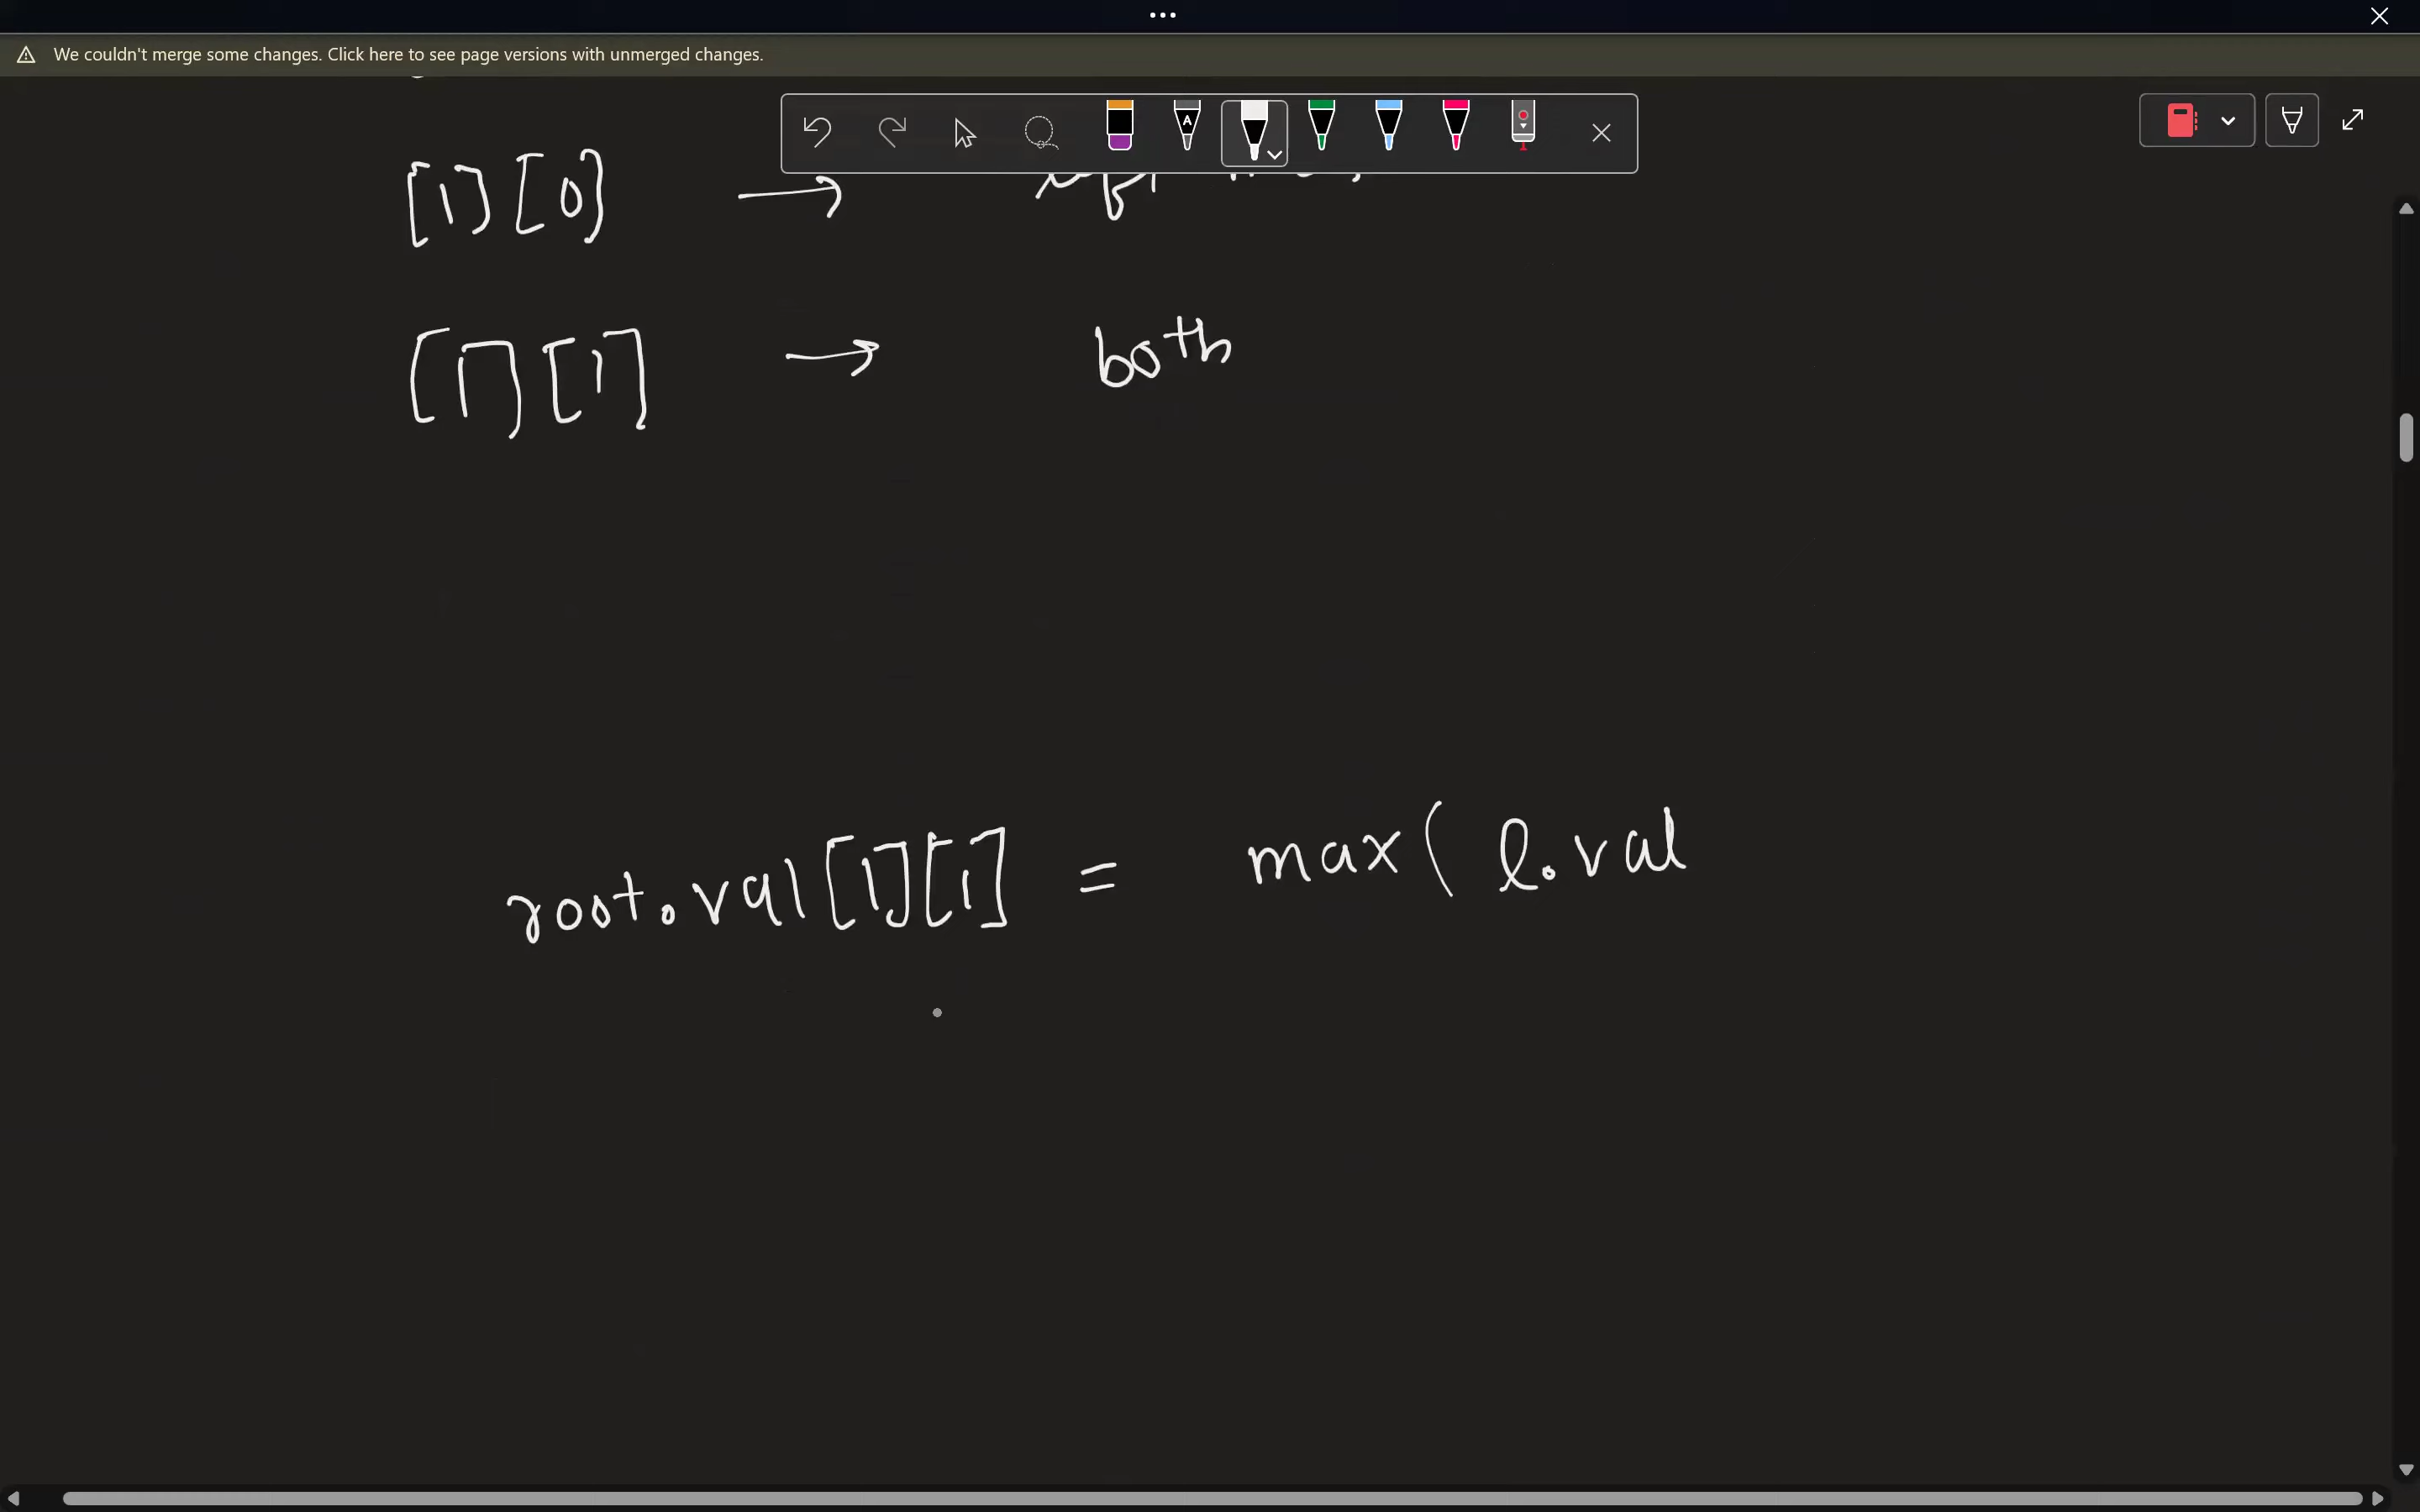 We couldn't merge some changes. Click here to see page versions with unmerged changes.
A
[1][0] →
[1][1] → both
root.val[1][1] = max( l.val